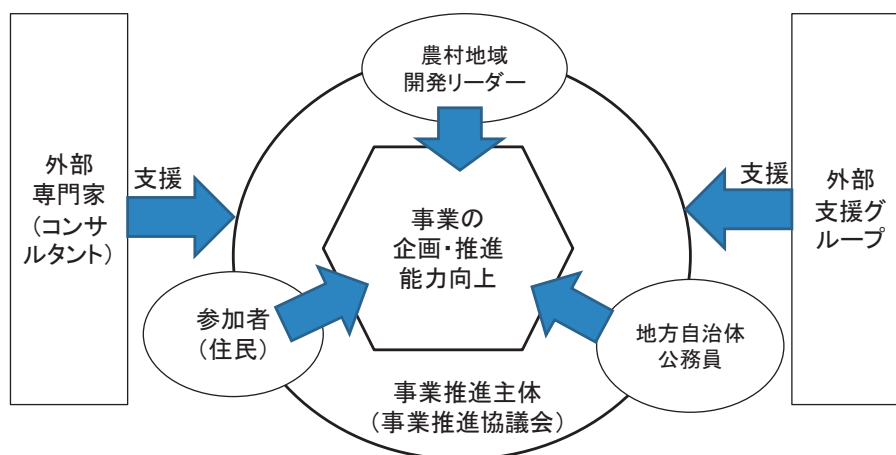 農村地域
開発リーダー
外部
専門家
(コンサ
ルタント)
支援
支援
外部
支援グ
ループ
事業の
企画・推進
能力向上
参加者
(住民)
地方自治体
公務員
事業推進主体
(事業推進協議会)